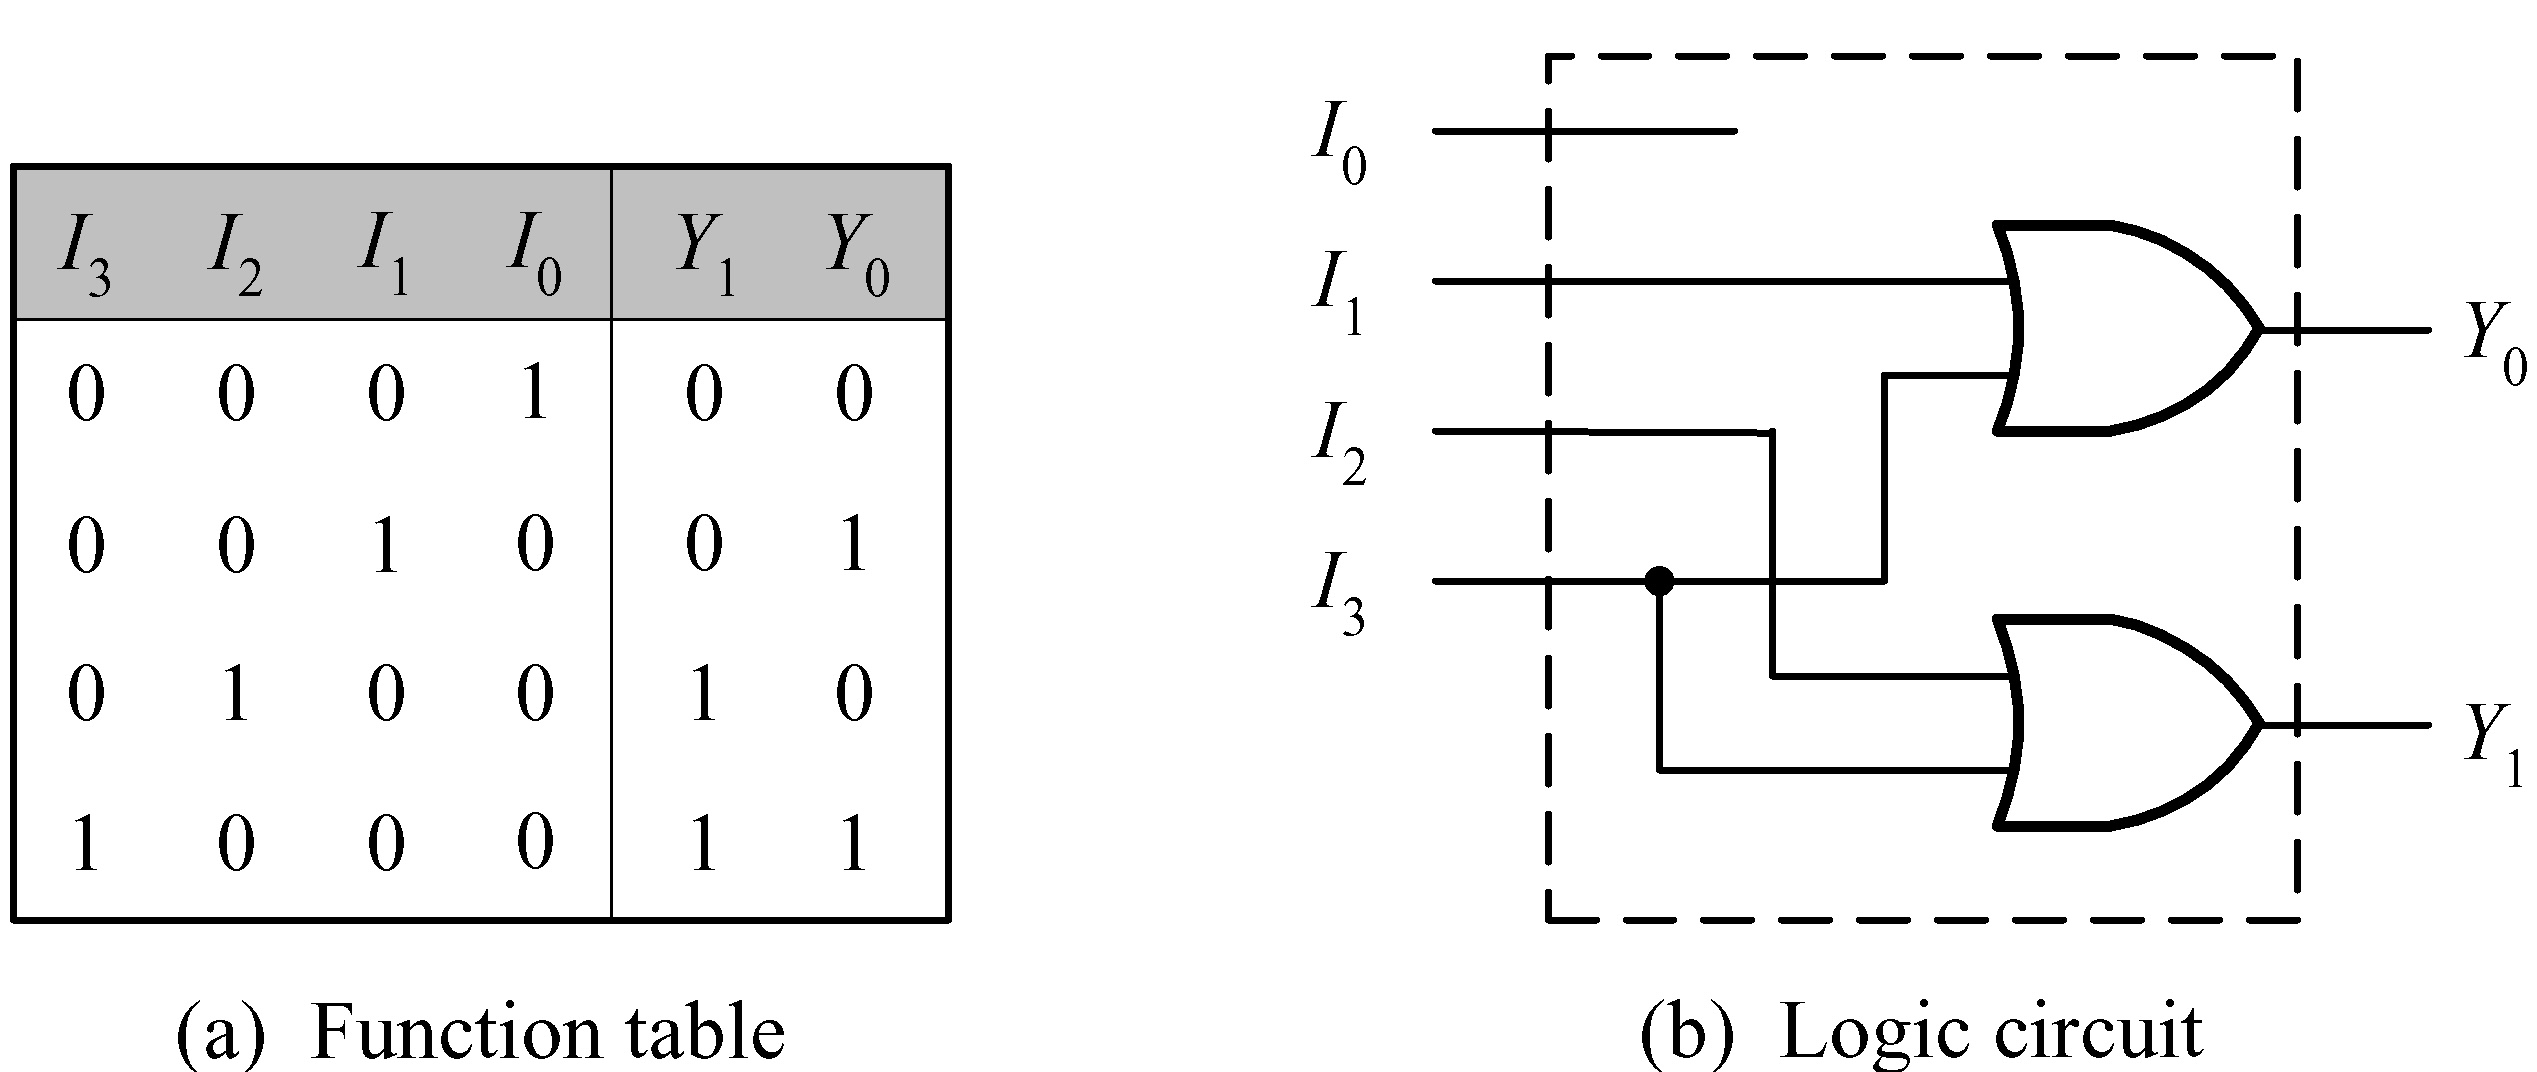 I3 I2 I1 I0 Y1 Y0
0 0 0 1 0 0
0 0 1 0 0 1
0 1 0 0 1 0
1 0 0 0 1 1
(a) Function table
I0
I1
I2
I3
Y0
Y1
(b) Logic circuit